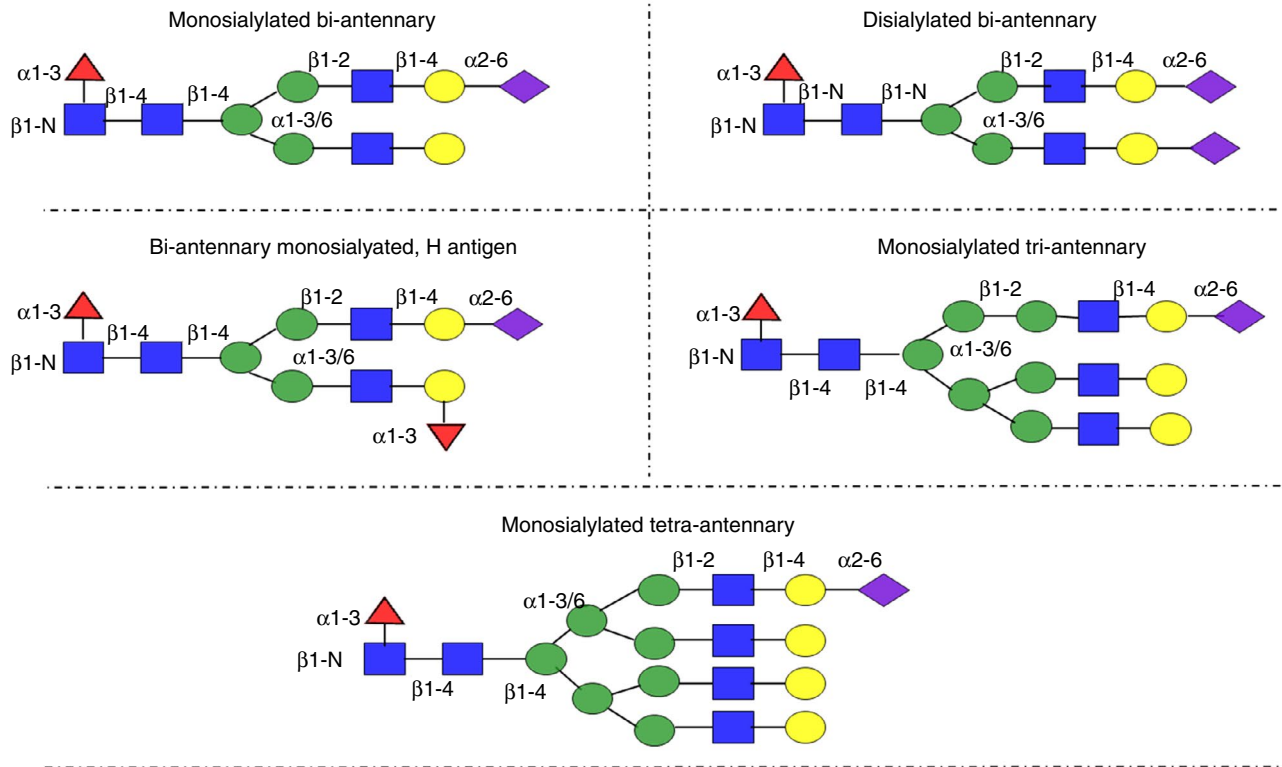 Monosialylated bi-antennary
α1-3
β1-4
β1-4
β1-2
β1-4
α2-6
β1-N
α1-3/6
Disialylated bi-antennary
α1-3
β1-N
β1-N
β1-2
β1-4
α2-6
β1-N
α1-3/6
Bi-antennary monosialyated, H antigen
α1-3
β1-4
β1-4
β1-2
β1-4
α2-6
β1-N
α1-3/6
α1-3
Monosialylated tri-antennary
β1-2
β1-4
α2-6
α1-3
α1-3/6
β1-N
β1-4
β1-4
Monosialylated tetra-antennary
β1-2
β1-4
α2-6
α1-3/6
α1-3
β1-N
β1-4
β1-4